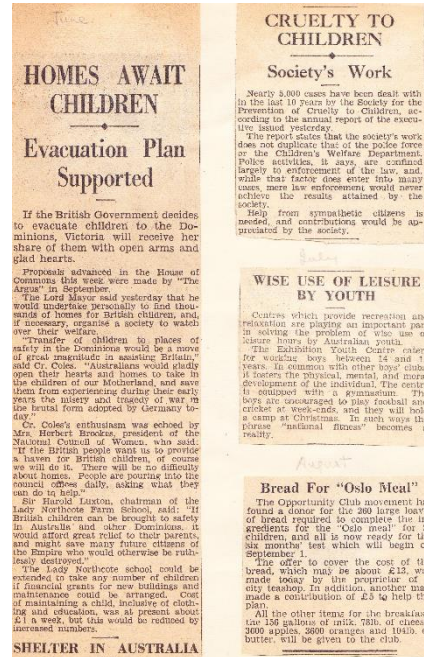 June
HOMES AWAIT
CHILDREN
Evacuation Plan
Supported
If the British Government decides
to evacuate children to the Do-
minions, Victoria will receive her
share of them with open arms and
glad hearts.
Proposals advanced in the House of
Commons this week were made by "The
Argus" in September.
The Lord Mayor said yesterday that he
would undertake personally to find thou-
sands of homes for British children, and,
if necessary, organise a society to watch
over their welfare.
"Transfer of children to places of
safety in the Dominions would be a move
of great magnitude in assisting Britain,"
said Cr. Coles. "Australians would gladly
open their hearts and homes to take in
the children of our Motherland, and save
them from experiencing during their early
years the misery and tragedy of war in
the brutal form adopted by Germany to-
day."
Cr. Coles's enthusiasm was echoed by
Mrs. Herbert Brookes, president of the
National Council of Women, who said:
"If the British people want us to provide
a haven for British children, of course
we will do it. There will be no difficulty
about homes. People are pouring into the
council offices daily, asking what they
can do to help."
Sir Harold Luxton, chairman of the
Lady Northcote Farm School, said: "If
British children can be brought to safety
in Australia and other Dominions, it
would afford great relief to their parents,
and might save many future citizens of
the Empire who would otherwise be ruth-
lessly destroyed."
The Lady Northcote school could be
extended to take any number of children
if financial grants for new buildings and
maintenance could be arranged. Cost
of maintaining a child, inclusive of cloth-
ing and education, was at present about
£1 a week, but this would be reduced by
increased numbers.
SHELTER IN AUSTRALIA
CRUELTY TO
CHILDREN
Society's Work
Nearly 5,000 cases have been dealt with
in the last 10 years by the Society for the
Prevention of Cruelty to Children, ac-
cording to the annual report of the execu-
tive issued yesterday.
The report states that the society's work
does not duplicate that of the police force
or the Children's Welfare Department.
Police activities, it says, are confined
largely to enforcement of the law, and,
while that factor does enter into many
cases, mere law enforcement would never
achieve the results attained by the
society.
Help from sympathetic citizens is
needed, and contributions would be ap-
preciated by the society.
July
WISE USE OF LEISURE
BY YOUTH
Centres which provide recreation and
relaxation are playing an important part
in solving the problem of wise use of
leisure hours by Australian youth.
The Exhibition Youth Centre cater
for working boys between 14 and 1
years. In common with other boys' club
it fosters the physical, mental, and mora
development of the individual. The centr
is equipped with a gymnasium. Th
boys are encouraged to play football an
cricket at week-ends, and they will hol
a camp at Christmas. In such ways th
phrase "national fitness" becomes
reality.
August
Bread For "Oslo Meal"
The Opportunity Club movement ha
found a donor for the 260 large loav
of bread required to complete the in
gredients for the "Oslo meal" for
children, and all is now ready for th
six months' test which will begin o
September 1.
The offer to cover the cost of th
bread, which may be about £13, wa
made today by the proprietor of
city teashop. In addition, another ma
made a contribution of £5 to help th
plan.
All the other items for the breakfas
the 156 gallons of milk, 78lb. of chees
3600 apples, 3600 oranges and 104lb. o
butter, will be given to the club.